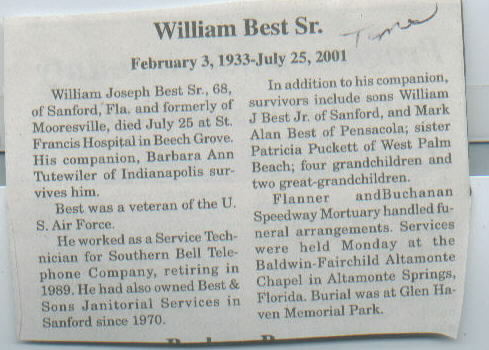 William Best Sr.
Times
February 3, 1933-July 25, 2001
William Joseph Best Sr., 68,
of Sanford, Fla. and formerly of
Mooresville, died July 25 at St.
Francis Hospital in Beech Grove.
His companion, Barbara Ann
Tutewiler of Indianapolis sur-
vives him.
Best was a veteran of the U.
S. Air Force.
He worked as a Service Tech-
nician for Southern Bell Tele-
phone Company, retiring in
1989. He had also owned Best &
Sons Janitorial Services in
Sanford since 1970.
In addition to his companion,
survivors include sons William
J Best Jr. of Sanford, and Mark
Alan Best of Pensacola; sister
Patricia Puckett of West Palm
Beach; four grandchildren and
two great-grandchildren.
Flanner andBuchanan
Speedway Mortuary handled fu-
neral arrangements. Services
were held Monday at the
Baldwin-Fairchild Altamonte
Chapel in Altamonte Springs,
Florida. Burial was at Glen Ha-
ven Memorial Park.